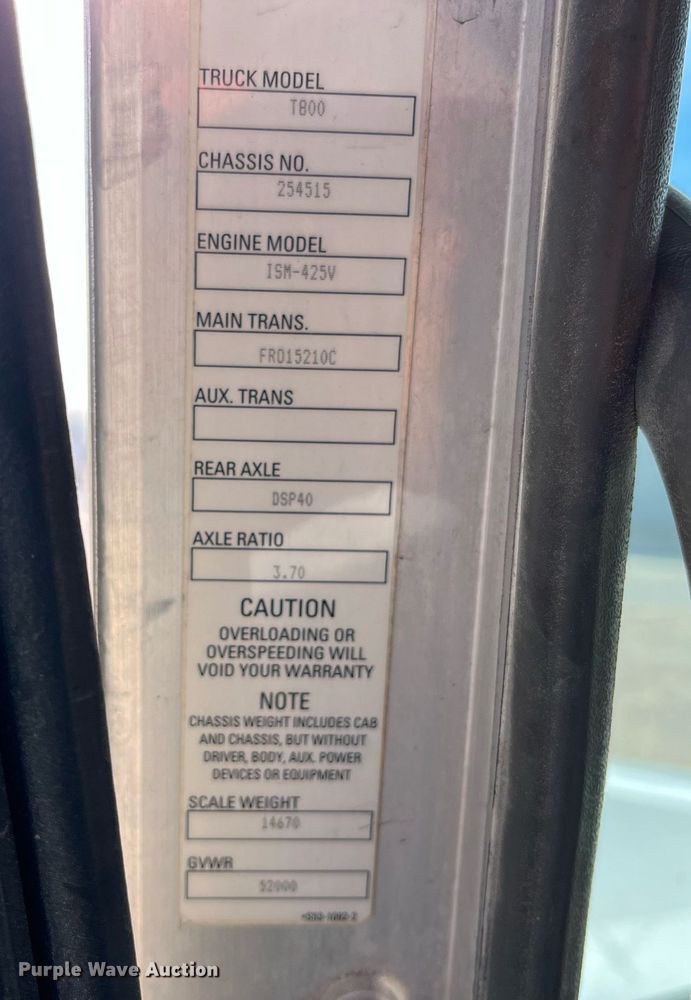 TRUCK MODEL
T800
CHASSIS NO.
254515
ENGINE MODEL
ISM-425V
MAIN TRANS.
FRO15210C
AUX. TRANS
REAR AXLE
DSP40
AXLE RATIO
3.70
CAUTION
OVERLOADING OR
OVERSPEEDING WILL
VOID YOUR WARRANTY
NOTE
CHASSIS WEIGHT INCLUDES CAB
AND CHASSIS, BUT WITHOUT
DRIVER, BODY, AUX. POWER
DEVICES OR EQUIPMENT
SCALE WEIGHT
14670
GVWR
52000
Purple Wave Auction